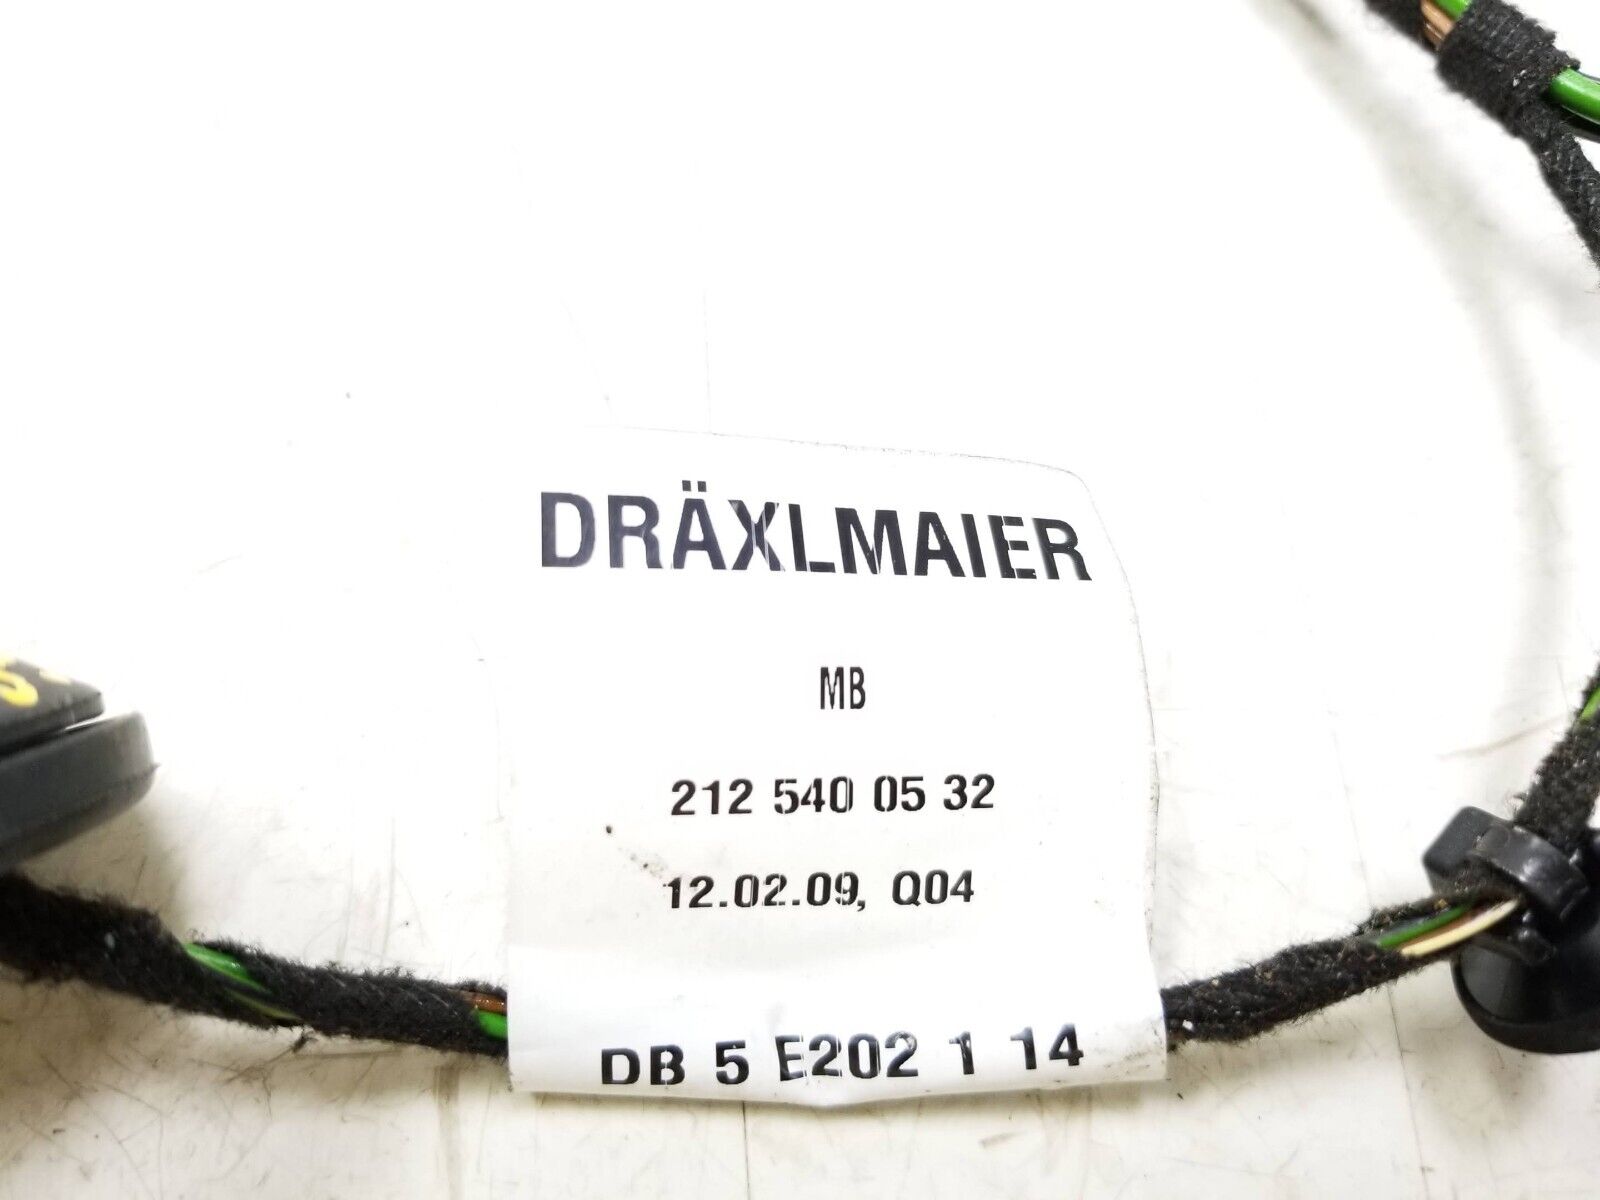 DRÄXLMAIER
MB
212 540 05 32
12.02.09, Q04
DB 5 E202 1 14